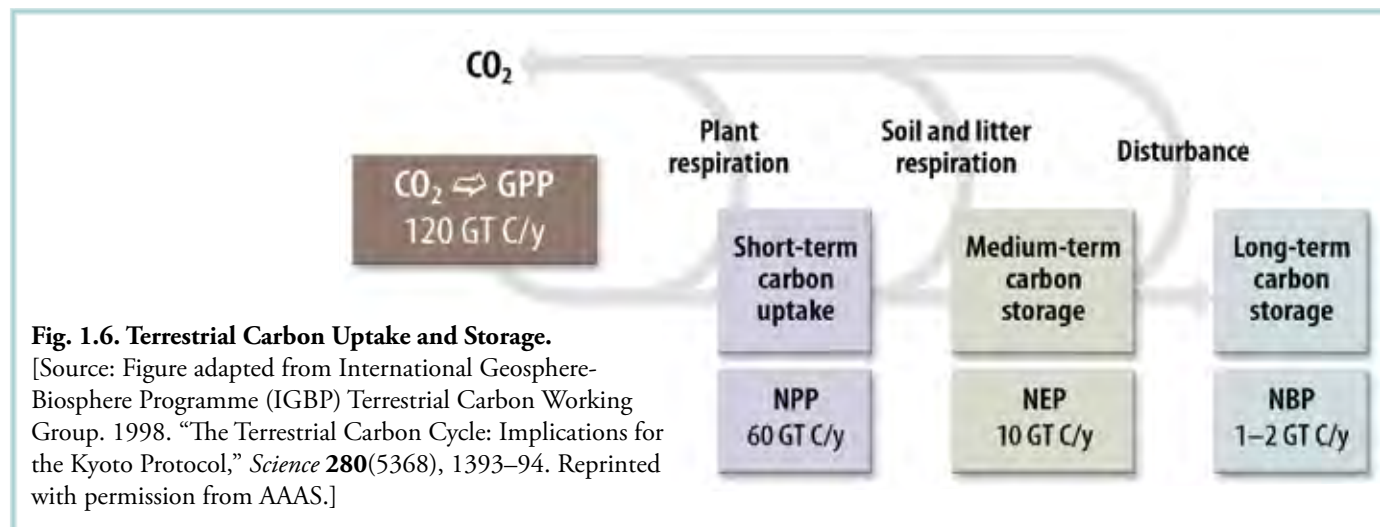 CO₂
Plant
respiration
Soil and litter
respiration
Disturbance
CO₂ ⇨ GPP
120 GT C/y
Short-term
carbon
uptake
Medium-term
carbon
storage
Long-term
carbon
storage
NPP
60 GT C/y
NEP
10 GT C/y
NBP
1–2 GT C/y
Fig. 1.6. Terrestrial Carbon Uptake and Storage.
[Source: Figure adapted from International Geosphere-
Biosphere Programme (IGBP) Terrestrial Carbon Working
Group. 1998. “The Terrestrial Carbon Cycle: Implications for
the Kyoto Protocol,” Science 280(5368), 1393–94. Reprinted
with permission from AAAS.]